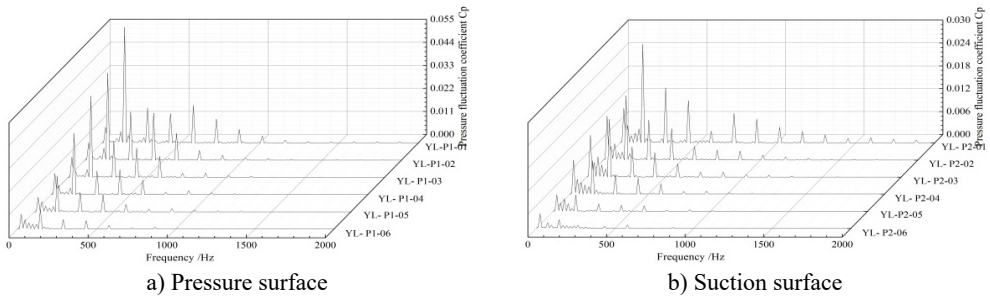 0.055
0.044
0.033
0.022
0.011
0.000
Pressure fluctuation coefficient Cp
YL-P1-
YL-P1-02
YL- P1-03
YL- P1-04
YL- P1-05
YL- P1-06
0 500 1000 1500 2000
Frequency /Hz
a) Pressure surface
0.030
0.024
0.018
0.012
0.006
0.000
Pressure fluctuation coefficient Cp
YL- P2-01
YL- P2-02
YL- P2-03
YL- P2-04
YL-P2-05
YL- P2-06
0 500 1000 1500 2000
Frequency /Hz
b) Suction surface